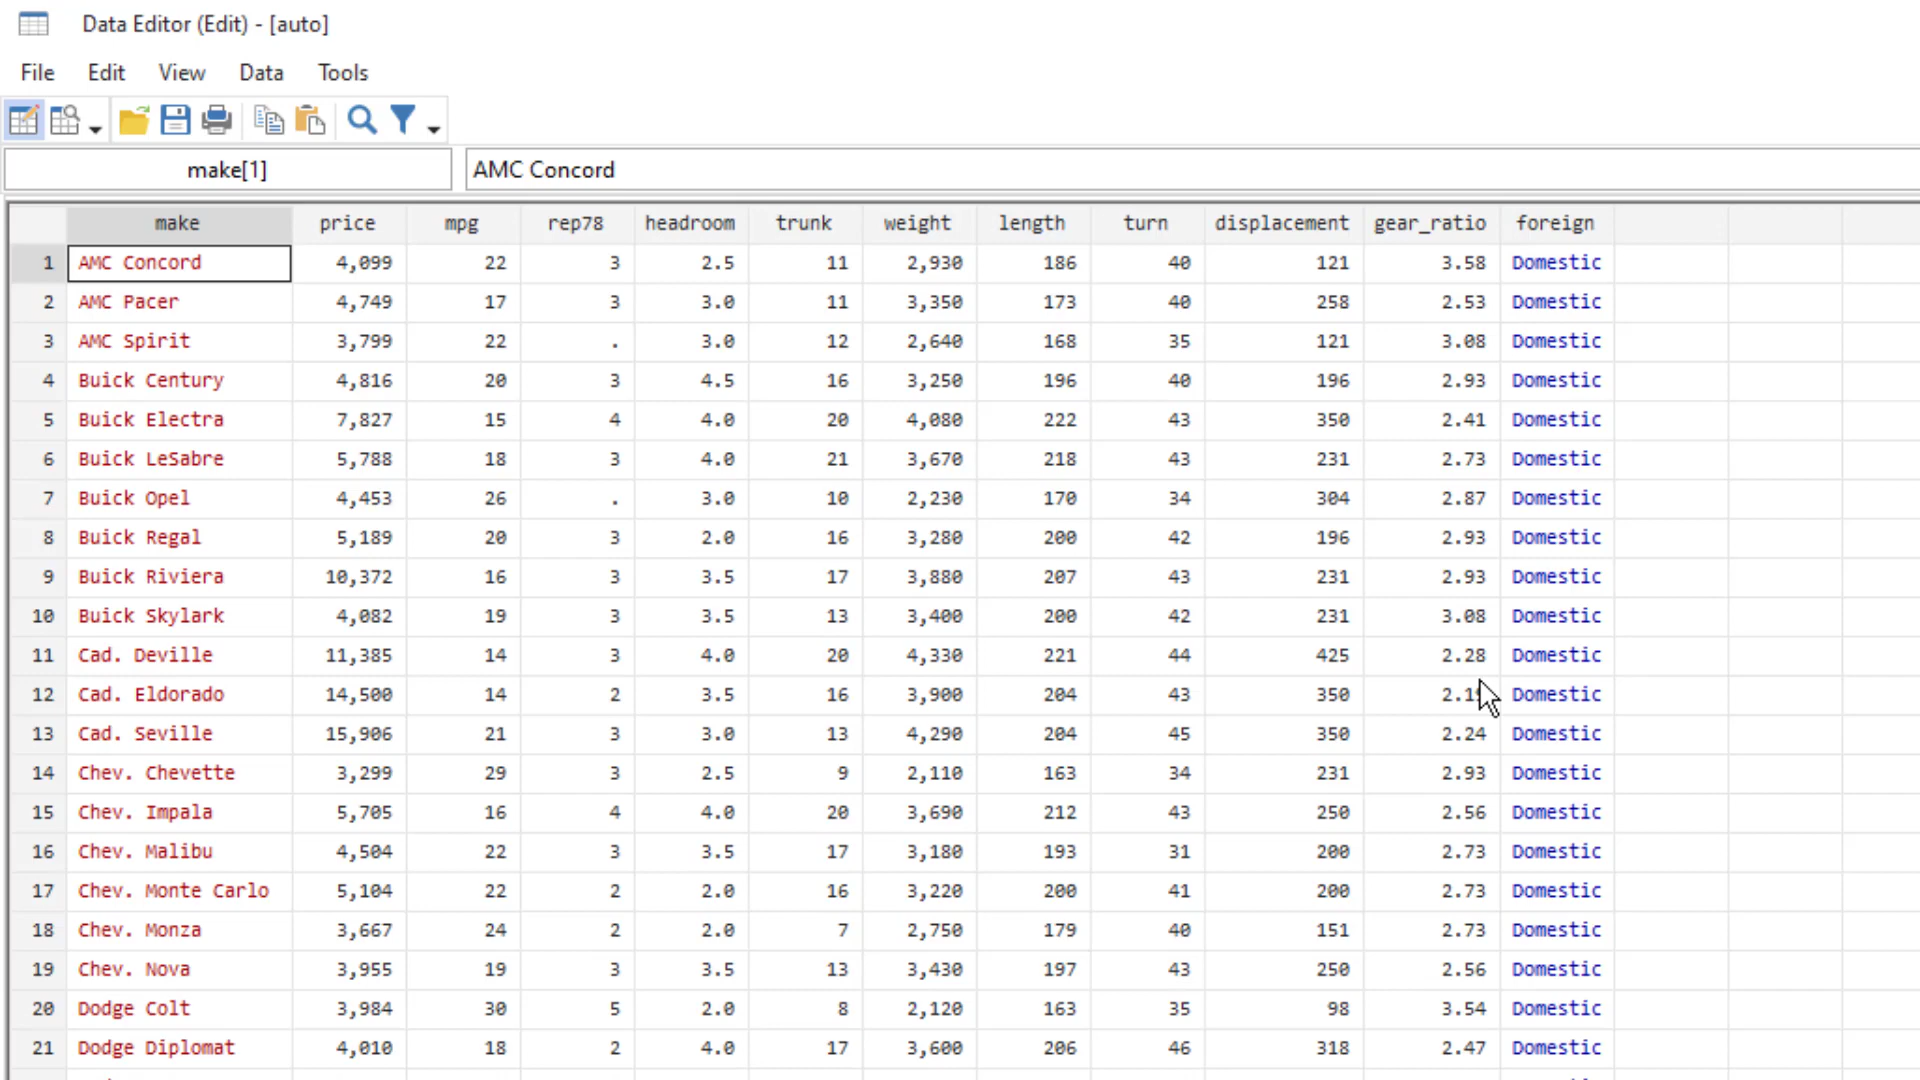 Data Editor (Edit) - [auto]
File Edit View Data Tools
make[1] AMC Concord
make price mpg rep78 headroom trunk weight length turn displacement gear_ratio foreign
1 AMC Concord 4,099 22 3 2.5 11 2,930 186 40 121 3.58 Domestic
2 AMC Pacer 4,749 17 3 3.0 11 3,350 173 40 258 2.53 Domestic
3 AMC Spirit 3,799 22 . 3.0 12 2,640 168 35 121 3.08 Domestic
4 Buick Century 4,816 20 3 4.5 16 3,250 196 40 196 2.93 Domestic
5 Buick Electra 7,827 15 4 4.0 20 4,080 222 43 350 2.41 Domestic
6 Buick LeSabre 5,788 18 3 4.0 21 3,670 218 43 231 2.73 Domestic
7 Buick Opel 4,453 26 . 3.0 10 2,230 170 34 304 2.87 Domestic
8 Buick Regal 5,189 20 3 2.0 16 3,280 200 42 196 2.93 Domestic
9 Buick Riviera 10,372 16 3 3.5 17 3,880 207 43 231 2.93 Domestic
10 Buick Skylark 4,082 19 3 3.5 13 3,400 200 42 231 3.08 Domestic
11 Cad. Deville 11,385 14 3 4.0 20 4,330 221 44 425 2.28 Domestic
12 Cad. Eldorado 14,500 14 2 3.5 16 3,900 204 43 350 Domestic
13 Cad. Seville 15,906 21 3 3.0 13 4,290 204 45 350 2.24 Domestic
14 Chev. Chevette 3,299 29 3 2.5 9 2,110 163 34 231 2.93 Domestic
15 Chev. Impala 5,705 16 4 4.0 20 3,690 212 43 250 2.56 Domestic
16 Chev. Malibu 4,504 22 3 3.5 17 3,180 193 31 200 2.73 Domestic
17 Chev. Monte Carlo 5,104 22 2 2.0 16 3,220 200 41 200 2.73 Domestic
18 Chev. Monza 3,667 24 2 2.0 7 2,750 179 40 151 2.73 Domestic
19 Chev. Nova 3,955 19 3 3.5 13 3,430 197 43 250 2.56 Domestic
20 Dodge Colt 3,984 30 5 2.0 8 2,120 163 35 98 3.54 Domestic
21 Dodge Diplomat 4,010 18 2 4.0 17 3,600 206 46 318 2.47 Domestic